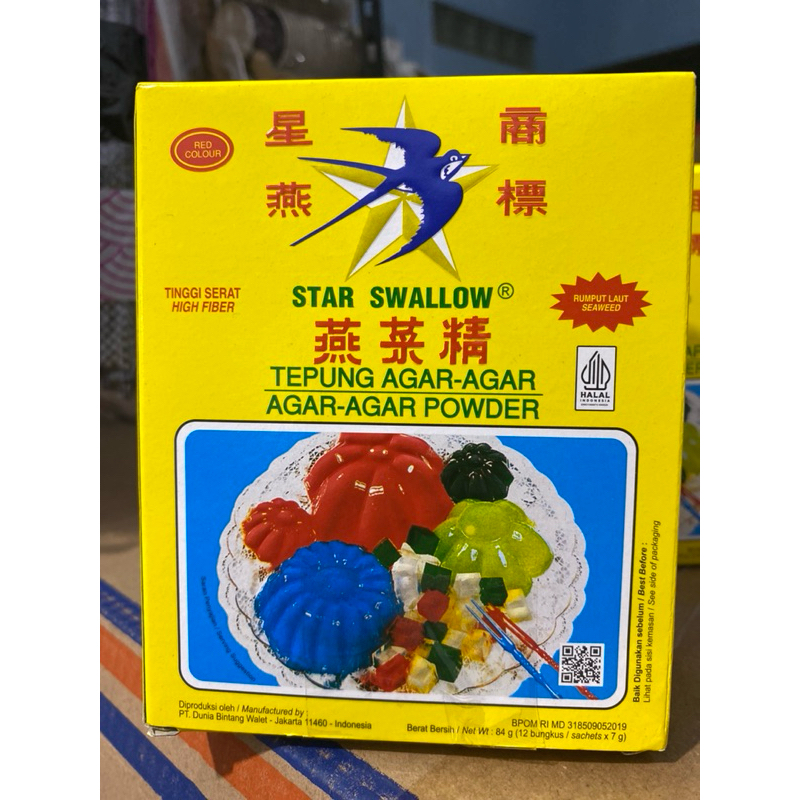 RED
COLOUR
星 商
燕 標
TINGGI SERAT
HIGH FIBER
STAR SWALLOW®
RUMPUT LAUT
SEAWEED
燕菜精
TEPUNG AGAR-AGAR
AGAR-AGAR POWDER
HALAL
INDONESIA
Baik Digunakan sebelum / Best Before :
Lihat pada sisi kemasan / See side of packaging
Diproduksi oleh / Manufactured by :
PT. Dunia Bintang Walet - Jakarta 11460 - Indonesia
BPOM RI MD 318509052019
Berat Bersih / Net Wt : 84 g (12 bungkus / sachets x 7 g)